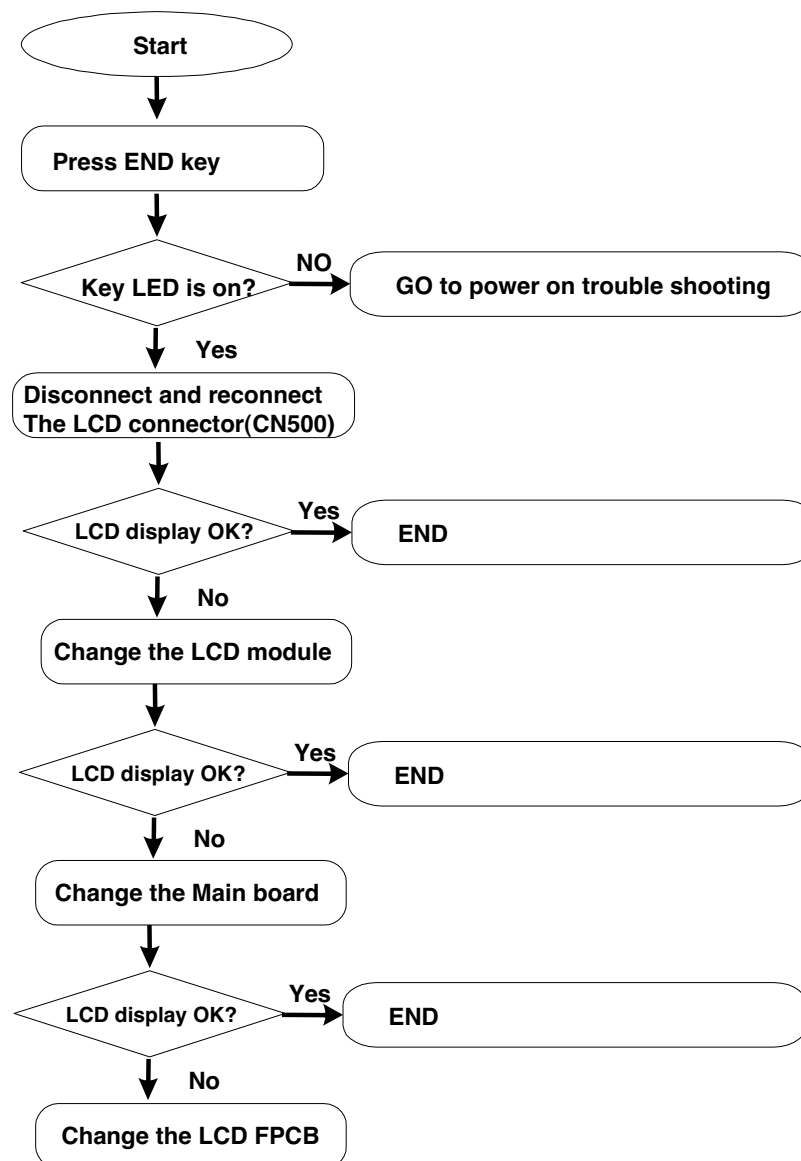 Start
Press END key
Key LED is on?
NO
GO to power on trouble shooting
Yes
Disconnect and reconnect
The LCD connector(CN500)
LCD display OK?
Yes
END
No
Change the LCD module
LCD display OK?
Yes
END
No
Change the Main board
LCD display OK?
Yes
END
No
Change the LCD FPCB